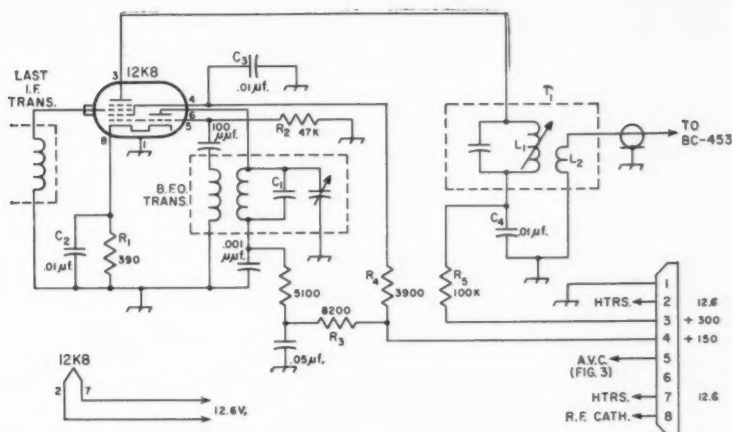 12K8
LAST
I.F.
TRANS.
3
4
6
5
8
1
C3
.01µf.
R2
47K
100
µµf.
B.F.O.
TRANS.
C1
C2
.01µf.
R1
390
.001
µµf.
5100
8200
R3
.05µf.
R4
3900
T1
L1
L2
TO
BC-453
C4
.01µf.
R5
100K
1
HTRS. 2 12.6
3 + 300
4 + 150
A.V.C. 5
(FIG. 3)
6
HTRS. 7 12.6
R.F. CATH. 8
12K8
2 7
12.6V.